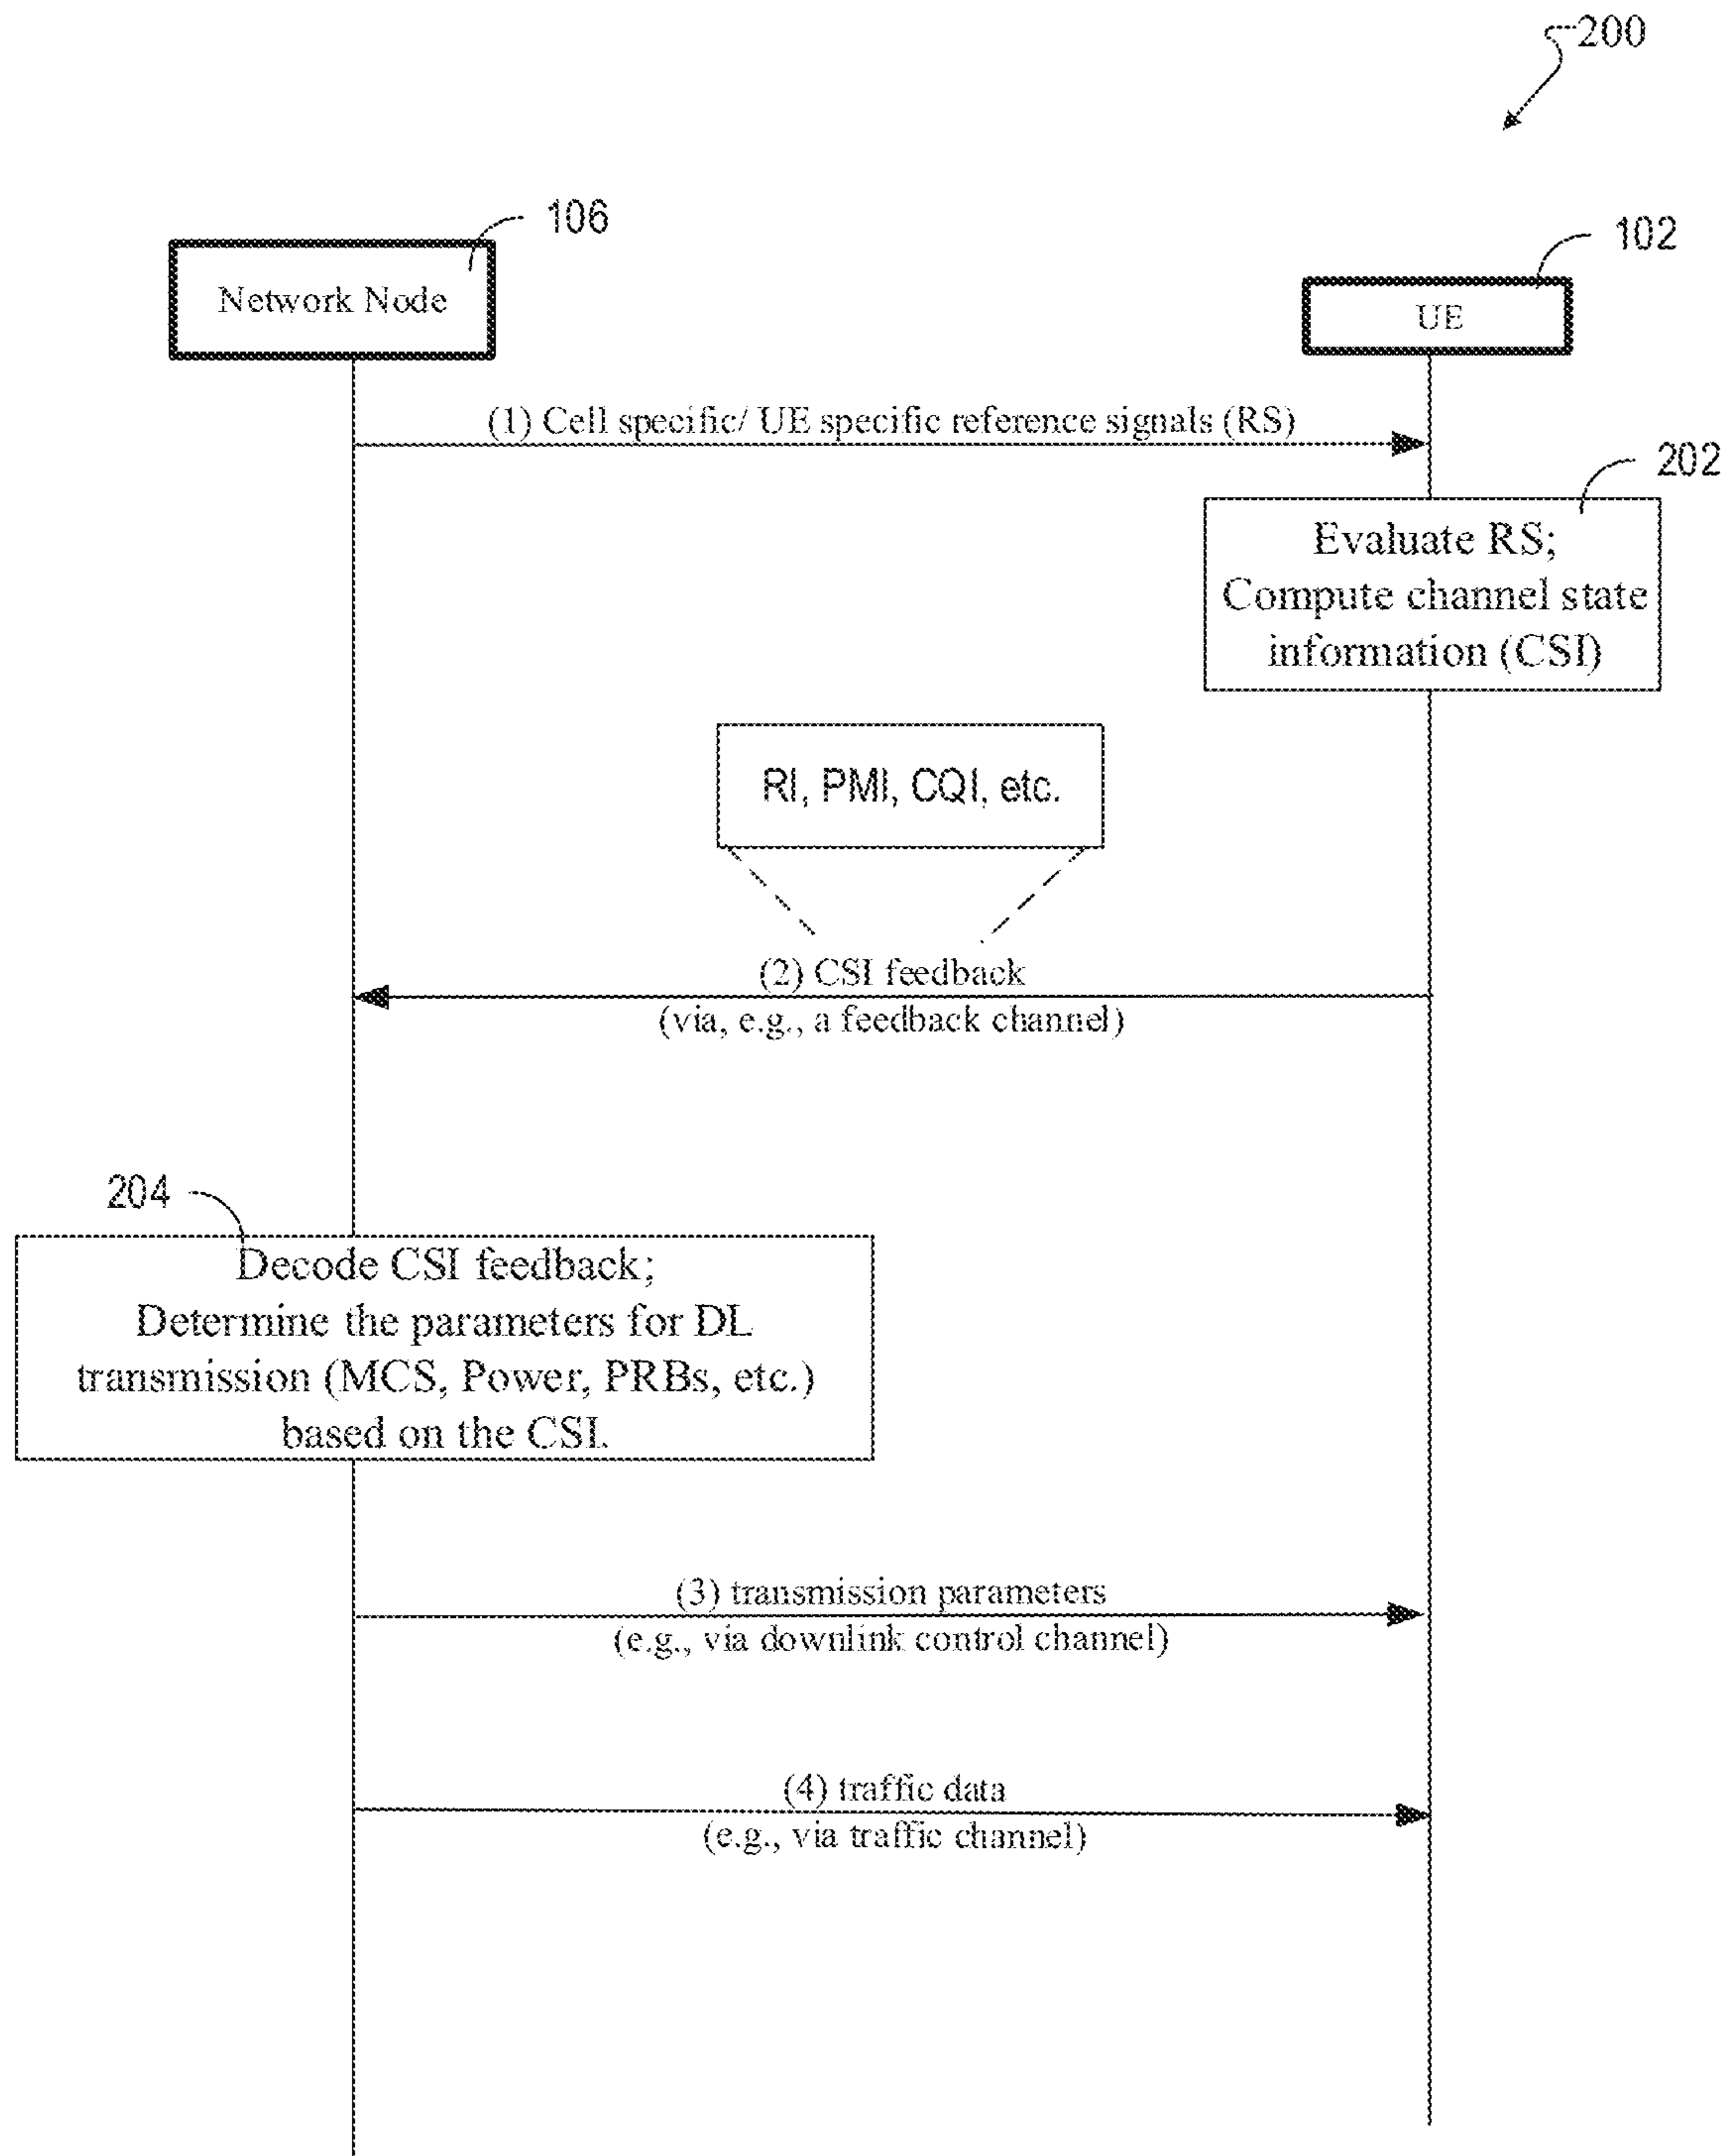 200
106
Network Node
102
UE
(1) Cell specific/ UE specific reference signals (RS)
202
Evaluate RS;
Compute channel state
information (CSI)
RI, PMI, CQI, etc.
(2) CSI feedback
(via, e.g., a feedback channel)
204
Decode CSI feedback;
Determine the parameters for DL
transmission (MCS, Power, PRBs, etc.)
based on the CSI.
(3) transmission parameters
(e.g., via downlink control channel)
(4) traffic data
(e.g., via traffic channel)